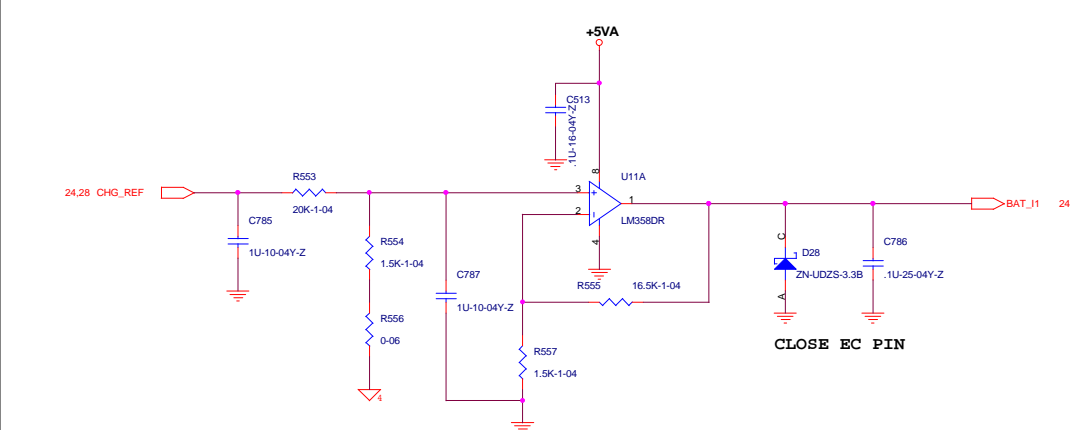 +5VA
C513
.1U-16-04Y-Z
8
U11A
R553
24,28 CHG_REF
3
+
1
BAT_I1 24
20K-1-04
2
-
LM358DR
C785
1U-10-04Y-Z
R554
1.5K-1-04
4
C
D28
1
ZN-UDZS-3.3B
C786
.1U-25-04Y-Z
C787
1U-10-04Y-Z
R555
16.5K-1-04
A
R556
0-06
CLOSE EC PIN
R557
1.5K-1-04
4